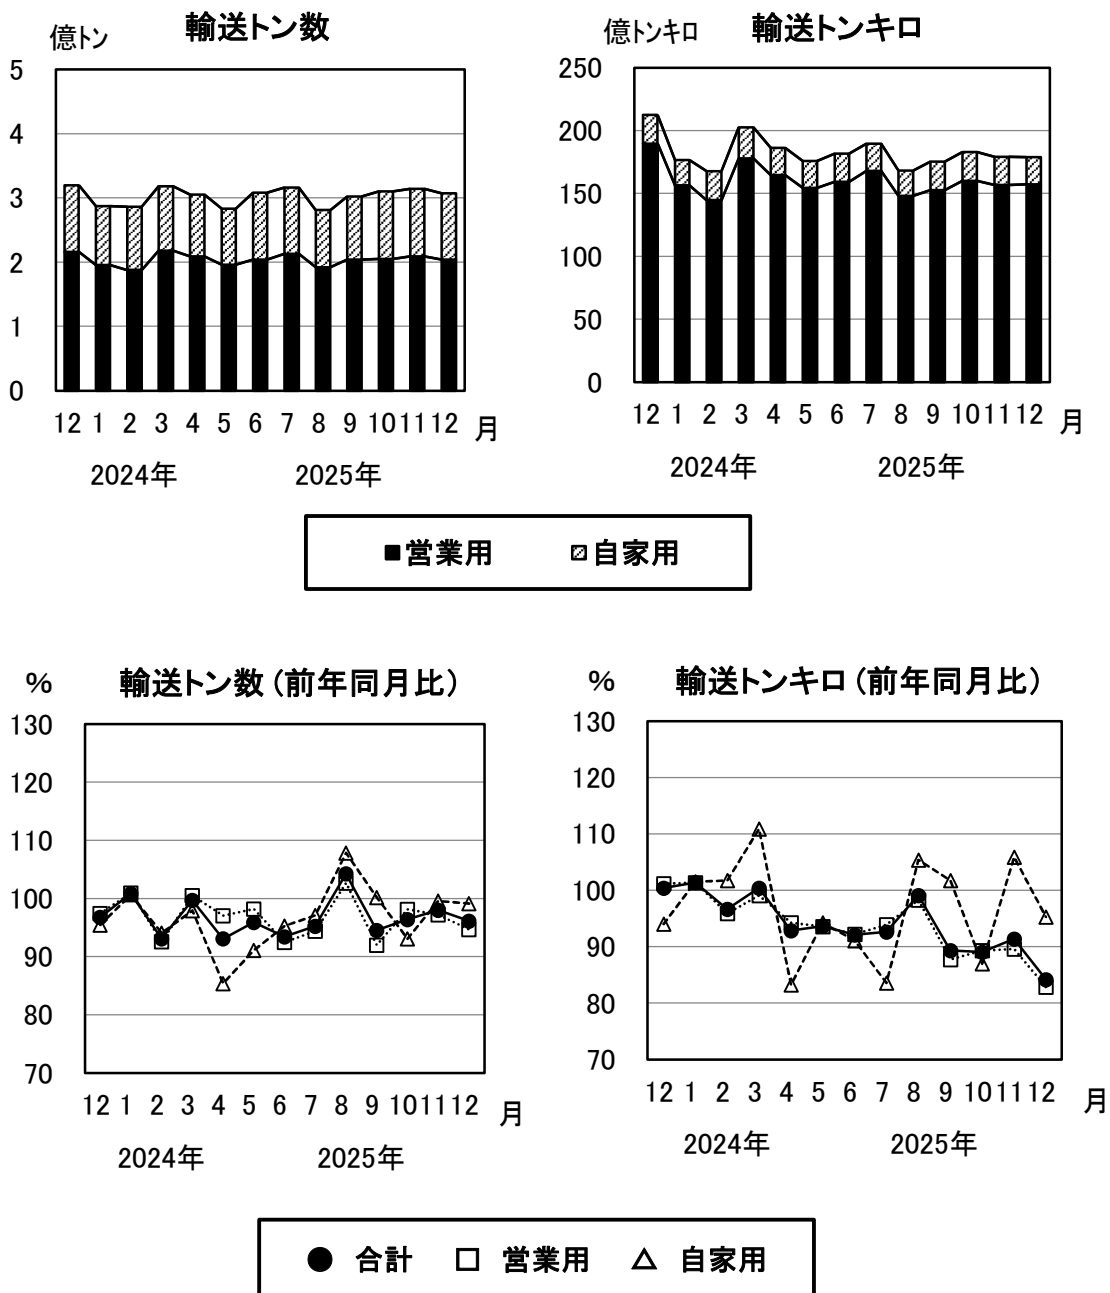 輸送トン数
億トン
5
4
3
2
1
0
12 1 2 3 4 5 6 7 8 9 10 11 12 月
2024年 2025年
輸送トンキロ
億トンキロ
250
200
150
100
50
0
12 1 2 3 4 5 6 7 8 9 10 11 12 月
2024年 2025年
■営業用 自家用
輸送トン数（前年同月比）
%
130
120
110
100
90
80
70
12 1 2 3 4 5 6 7 8 9 10 11 12 月
2024年 2025年
輸送トンキロ（前年同月比）
%
130
120
110
100
90
80
70
12 1 2 3 4 5 6 7 8 9 10 11 12 月
2024年 2025年
● 合計 □ 営業用 △ 自家用